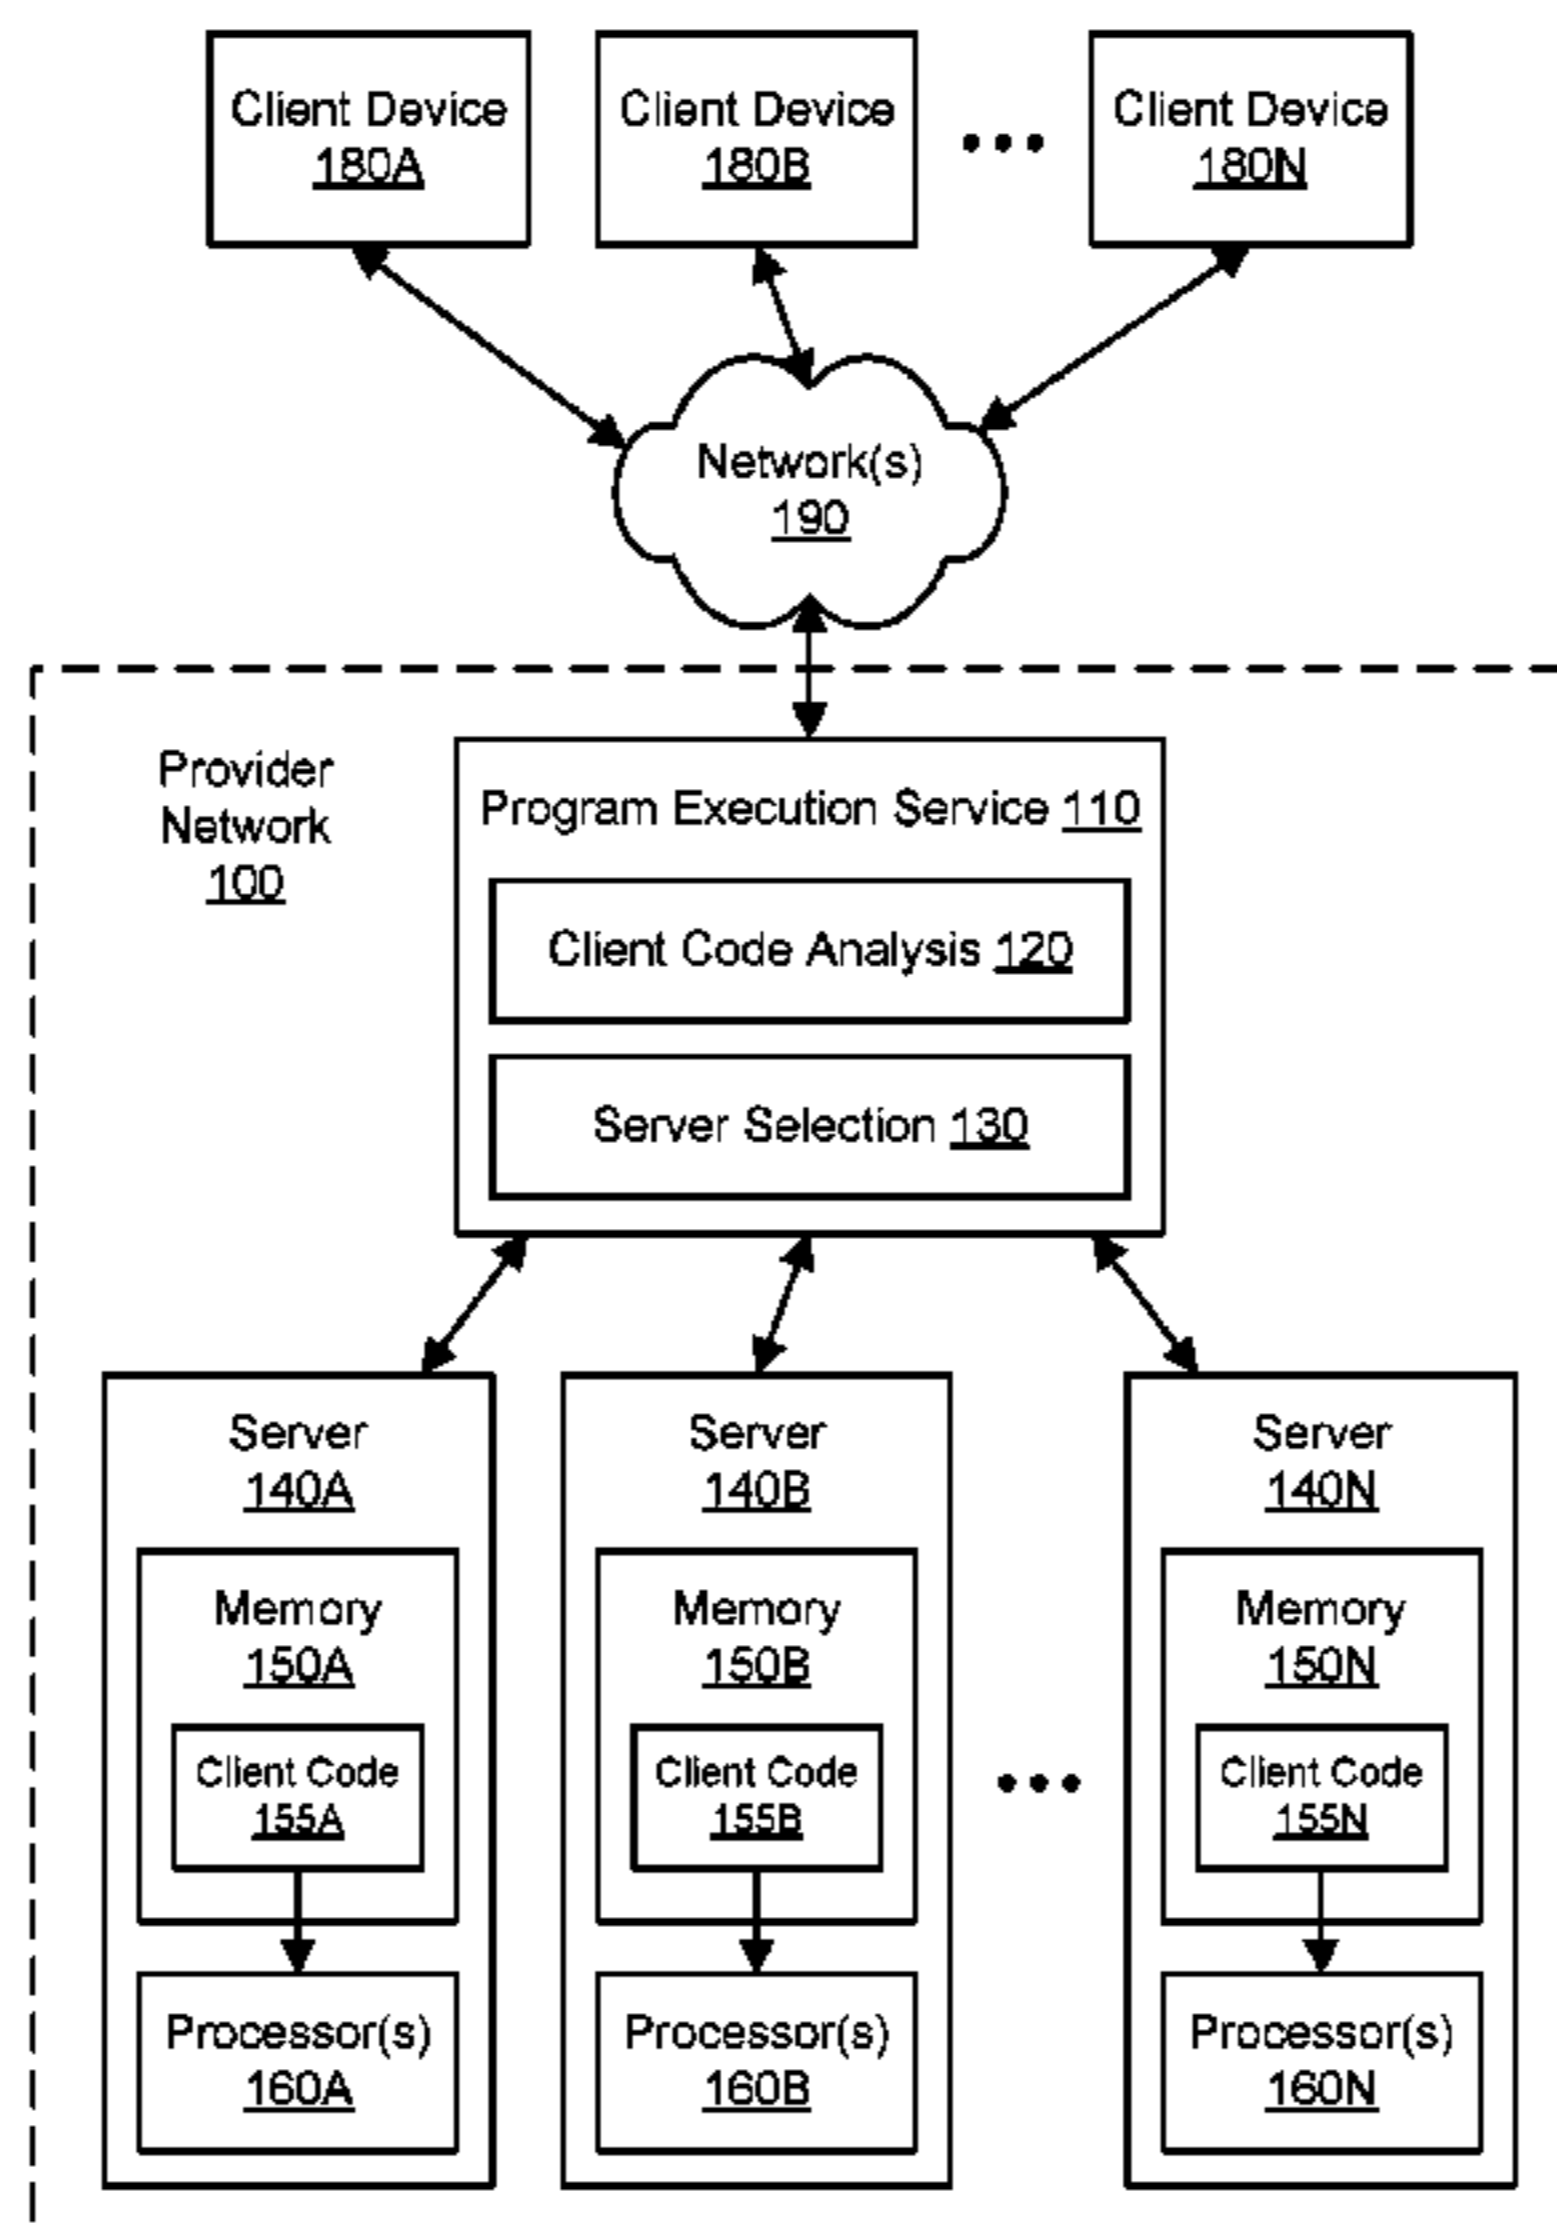 Client Device
180A
Client Device
180B
Client Device
180N
Network(s)
190
Provider
Network
100
Program Execution Service 110
Client Code Analysis 120
Server Selection 130
Server
140A
Memory
150A
Client Code
155A
Processor(s)
160A
Server
140B
Memory
150B
Client Code
155B
Processor(s)
160B
Server
140N
Memory
150N
Client Code
155N
Processor(s)
160N